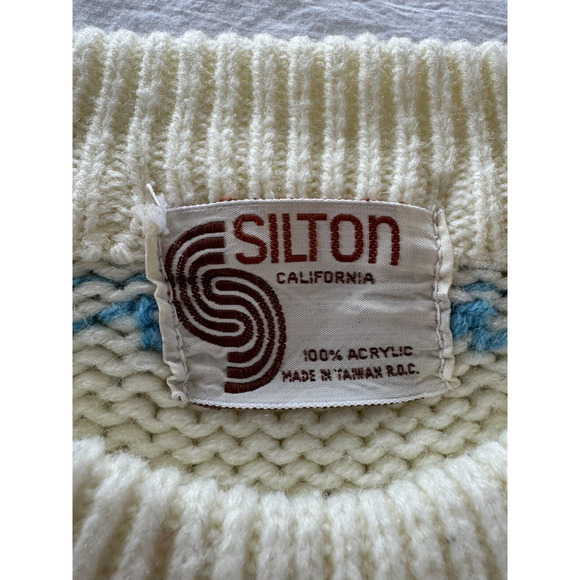 SILTON
CALIFORNIA
100% ACRYLIC
MADE IN TAIWAN R.O.C.